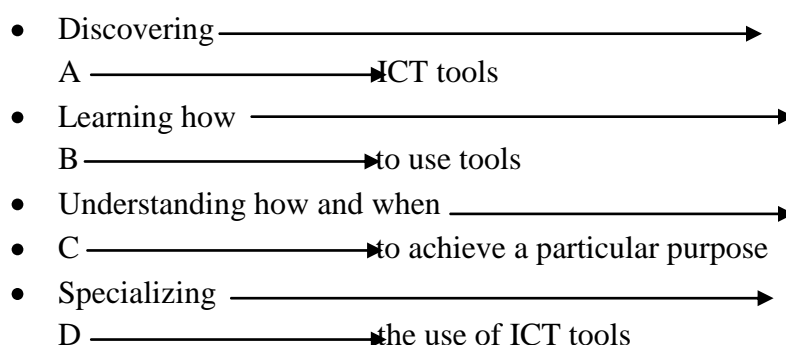 • Discovering
A ICT tools
• Learning how
B to use tools
• Understanding how and when
• C to achieve a particular purpose
• Specializing
D the use of ICT tools